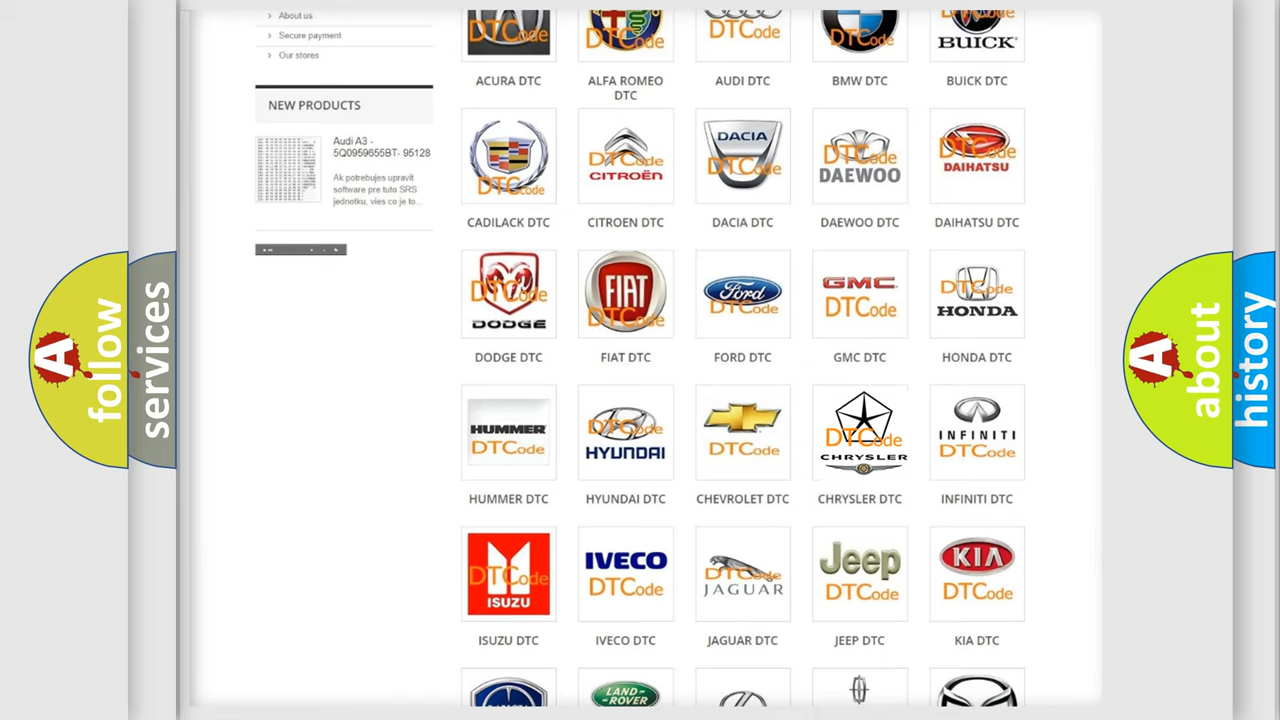 About us
Secure payment
Our stores
NEW PRODUCTS
Audi A3 -
5Q0959655BT- 95128
Ak potrebujes upravit
software pre tuto SRS
jednotku, vies co je to...
DTCode
DTCode
DTCode
DTCode
BUICK
ACURA DTC
ALFA ROMEO
DTC
AUDI DTC
BMW DTC
BUICK DTC
DTCode
DTCode
CITROËN
DACIA
DTCode
DTCode
DAEWOO
DTCode
DAIHATSU
CADILACK DTC
CITROEN DTC
DACIA DTC
DAEWOO DTC
DAIHATSU DTC
DTCode
DODGE
FIAT
DTCode
Ford
DTCode
GMC
DTCode
DTCode
HONDA
DODGE DTC
FIAT DTC
FORD DTC
GMC DTC
HONDA DTC
HUMMER
DTCode
DTCode
HYUNDAI
DTCode
DTCode
CHRYSLER
INFINITI
DTCode
HUMMER DTC
HYUNDAI DTC
CHEVROLET DTC
CHRYSLER DTC
INFINITI DTC
DTCode
ISUZU
IVECO
DTCode
DTCode
JAGUAR
Jeep
DTCode
KIA
DTCode
ISUZU DTC
IVECO DTC
JAGUAR DTC
JEEP DTC
KIA DTC
LAND-
ROVER
A
follow
services
A
about
history